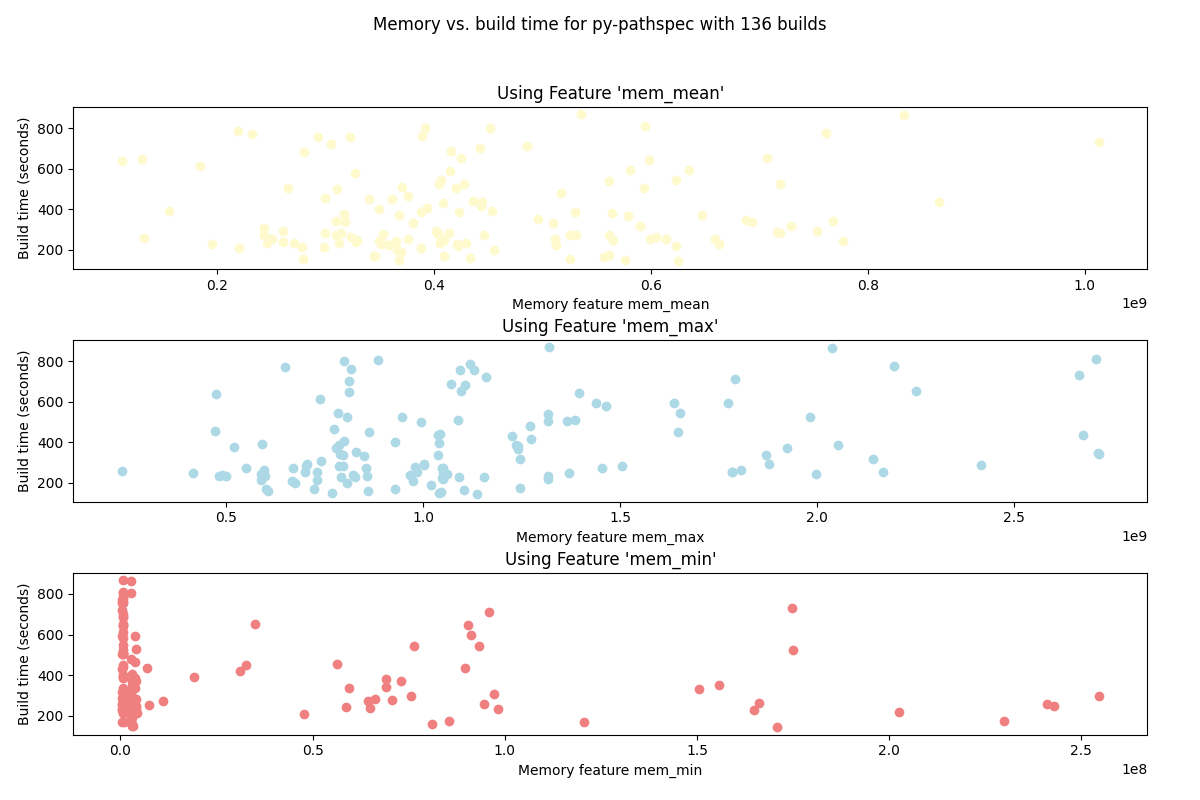 Memory vs. build time for py-pathspec with 136 builds
Using Feature 'mem_mean'
Build time (seconds)
800
600
400
200
0.2 0.4 0.6 0.8 1.0
1e9
Memory feature mem_mean
Using Feature 'mem_max'
Build time (seconds)
800
600
400
200
0.5 1.0 1.5 2.0 2.5
1e9
Memory feature mem_max
Using Feature 'mem_min'
Build time (seconds)
800
600
400
200
0.0 0.5 1.0 1.5 2.0 2.5
1e8
Memory feature mem_min